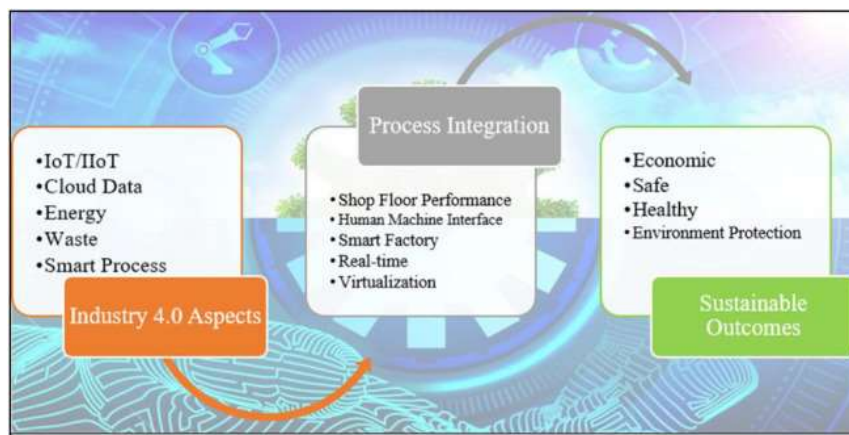 •IoT/IIoT
•Cloud Data
•Energy
•Waste
•Smart Process
Industry 4.0 Aspects
Process Integration
•Shop Floor Performance
•Human Machine Interface
•Smart Factory
•Real-time
•Virtualization
•Economic
•Safe
•Healthy
•Environment Protection
Sustainable
Outcomes